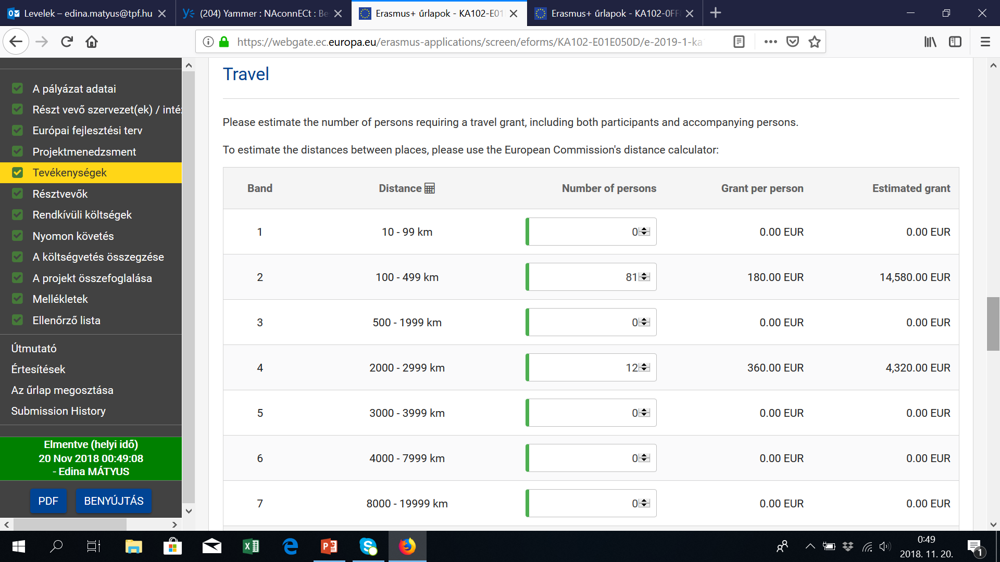 Levelek – edina.matyus@tpf.hu
(204) Yammer : NAconnECt : Be
Erasmus+ űrlapok - KA102-E01
Erasmus+ űrlapok - KA102-0FF
https://webgate.ec.europa.eu/erasmus-applications/screen/eforms/KA102-E01E050D/e-2019-1-ka
A pályázat adatai
Részt vevő szervezet(ek) / inté
Európai fejlesztési terv
Projektmenedzsment
Tevékenységek
Résztvevők
Rendkívüli költségek
Nyomon követés
A költségvetés összegzése
A projekt összefoglalása
Mellékletek
Ellenőrző lista
Útmutató
Értesítések
Az űrlap megosztása
Submission History
Elmentve (helyi idő)
20 Nov 2018 00:49:08
- Edina MÁTYUS
PDF BENYÚJTÁS
Travel
Please estimate the number of persons requiring a travel grant, including both participants and accompanying persons.
To estimate the distances between places, please use the European Commission's distance calculator:
Band Distance Number of persons Grant per person Estimated grant
1 10 - 99 km 0 0.00 EUR 0.00 EUR
2 100 - 499 km 81 180.00 EUR 14,580.00 EUR
3 500 - 1999 km 0 0.00 EUR 0.00 EUR
4 2000 - 2999 km 12 360.00 EUR 4,320.00 EUR
5 3000 - 3999 km 0 0.00 EUR 0.00 EUR
6 4000 - 7999 km 0 0.00 EUR 0.00 EUR
7 8000 - 19999 km 0 0.00 EUR 0.00 EUR
0:49
2018. 11. 20.
1